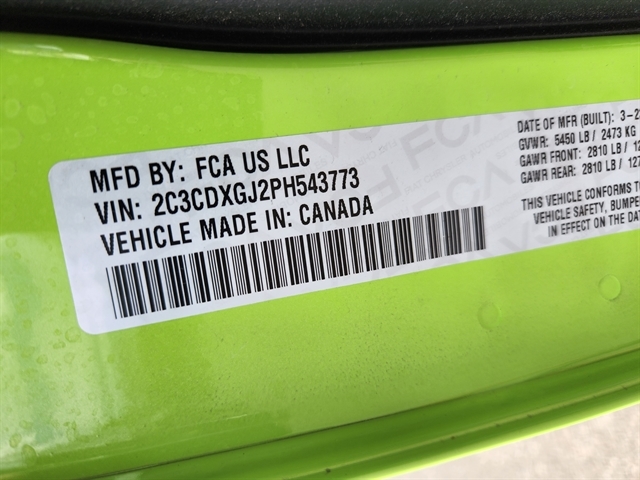 MFD BY: FCA US LLC
VIN: 2C3CDXGJ2PH543773
VEHICLE MADE IN: CANADA
DATE OF MFR (BUILT): 3-23
GVWR: 5450 LB / 2473 KG
GAWR FRONT: 2810 LB / 12
GAWR REAR: 2810 LB / 127
THIS VEHICLE CONFORMS T
VEHICLE SAFETY, BUMPE
IN EFFECT ON THE DAT